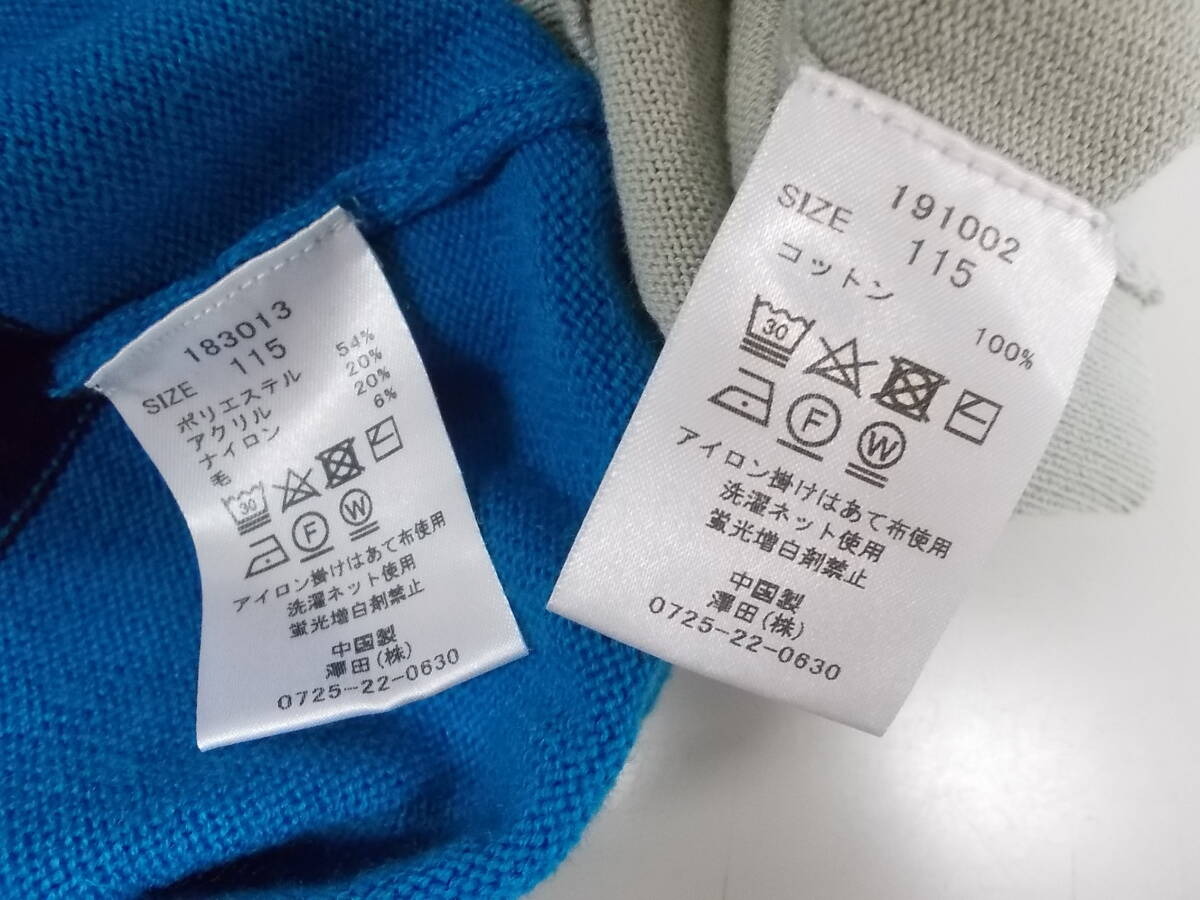 183013
SIZE 115
ポリエステル 54%
アクリル 20%
ナイロン 20%
毛 6%
30
F W
アイロン掛けはあて布使用
洗濯ネット使用
蛍光増白剤禁止
中国製
澤田(株)
0725-22-0630
191002
SIZE 115
コットン 100%
30
F W
アイロン掛けはあて布使用
洗濯ネット使用
蛍光増白剤禁止
中国製
澤田(株)
0725-22-0630